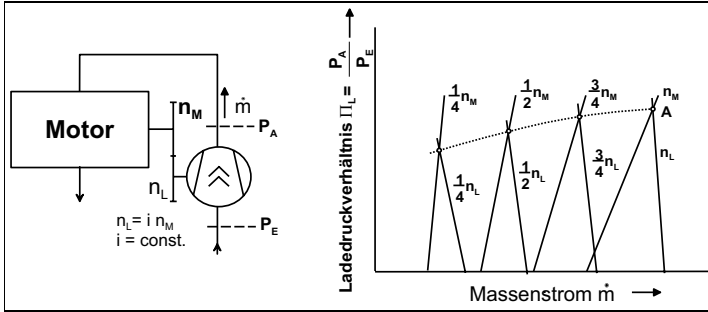 Motor
n_M
ṁ
P_A
n_L
n_L= i n_M
i = const.
P_E
Ladedruckverhältnis Π_L = P_A / P_E
1/4 n_M
1/2 n_M
3/4 n_M
n_M
A
1/4 n_L
1/2 n_L
3/4 n_L
n_L
Massenstrom ṁ